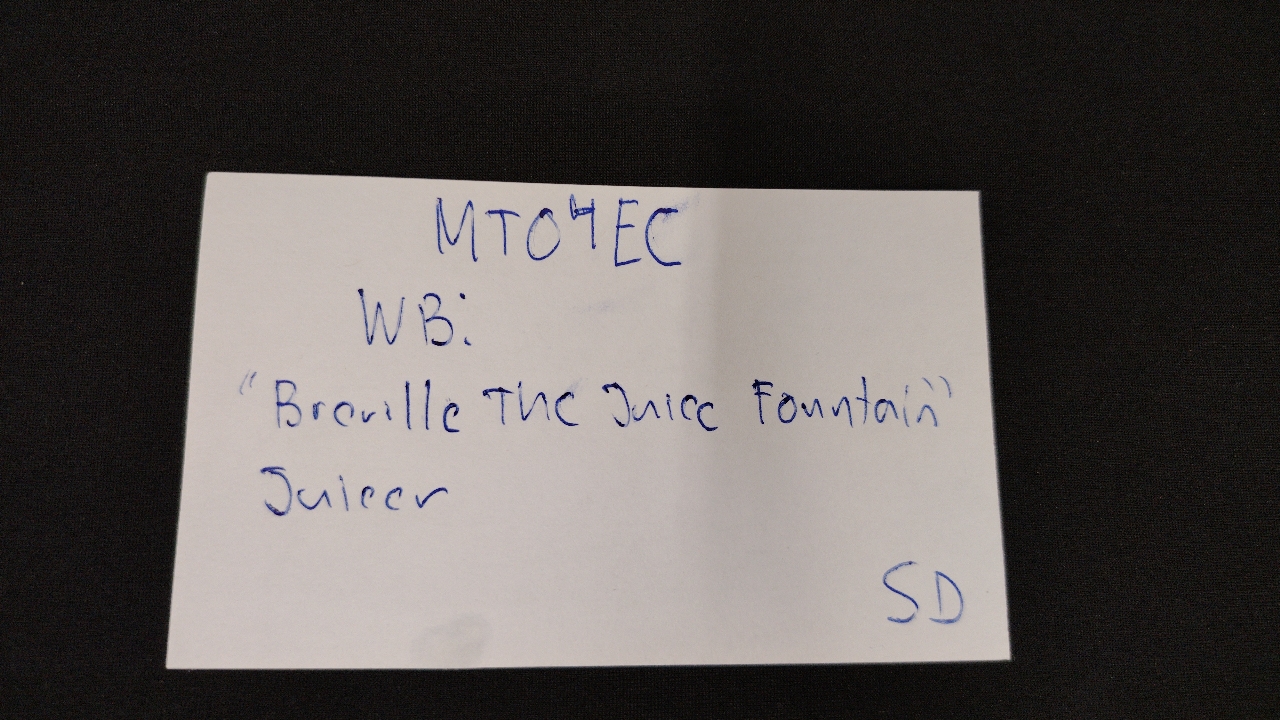 MT04EC
WB:
"Breville The Juice Fountain"
Juicer
SD